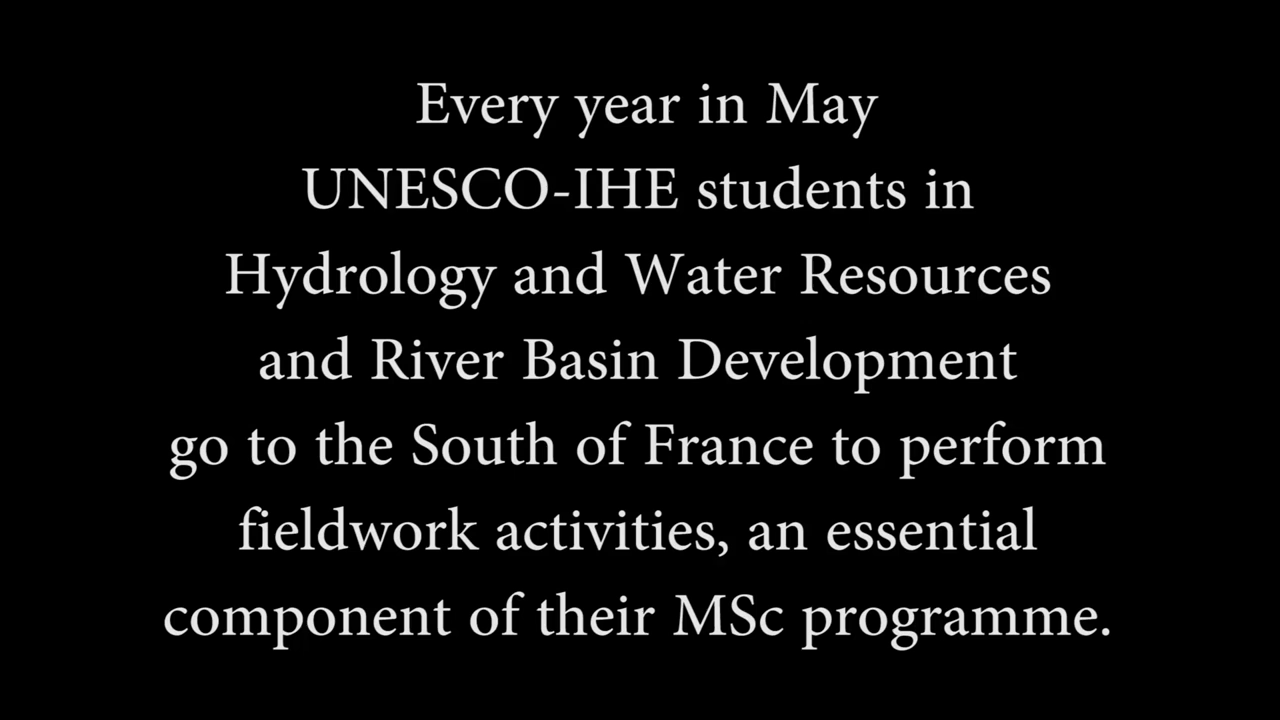 Every year in May
UNESCO-IHE students in
Hydrology and Water Resources
and River Basin Development
go to the South of France to perform
fieldwork activities, an essential
component of their MSc programme.